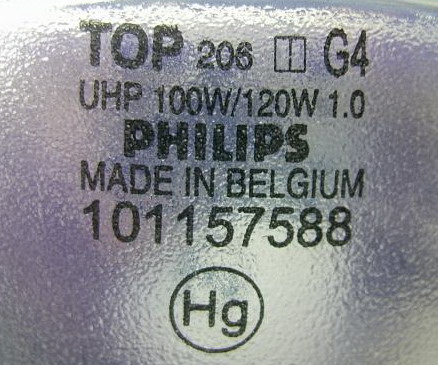 TOP 206 G4
UHP 100W/120W 1.0
PHILIPS
MADE IN BELGIUM
101157588
Hg